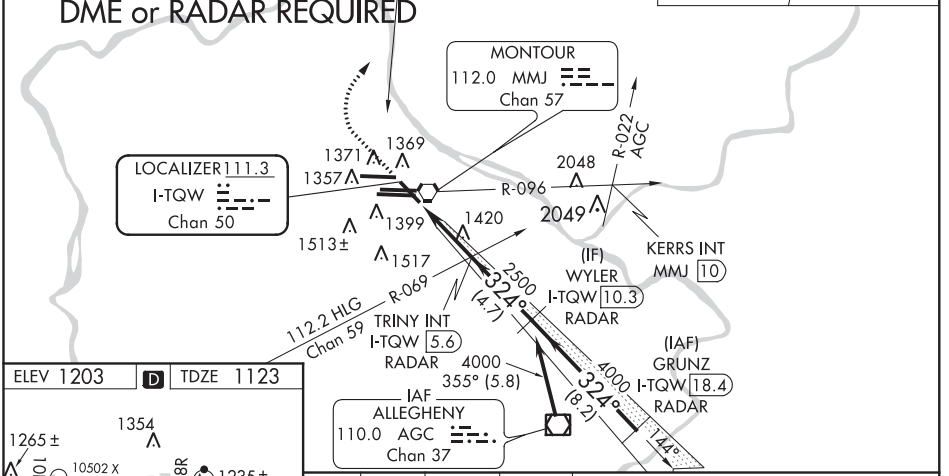 DME or RADAR REQUIRED
MONTOUR
112.0 MMJ
Chan 57
R-022
AGC
LOCALIZER 111.3
I-TQW
Chan 50
1371
1369
1357
2048
R-096
2049
1399
1420
1513±
1517
KERRS INT
MMJ 10
(IF)
WYLER
I-TQW 10.3
RADAR
2500
324°
(4.7)
112.2 HLG R-069
Chan 59
TRINY INT
I-TQW 5.6
RADAR
(IAF)
GRUNZ
I-TQW 18.4
RADAR
4000
324°
(8.2)
4000
355° (5.8)
144°
IAF
ALLEGHENY
110.0 AGC
Chan 37
ELEV 1203 D TDZE 1123
1354
1265±
10502 X
1235±